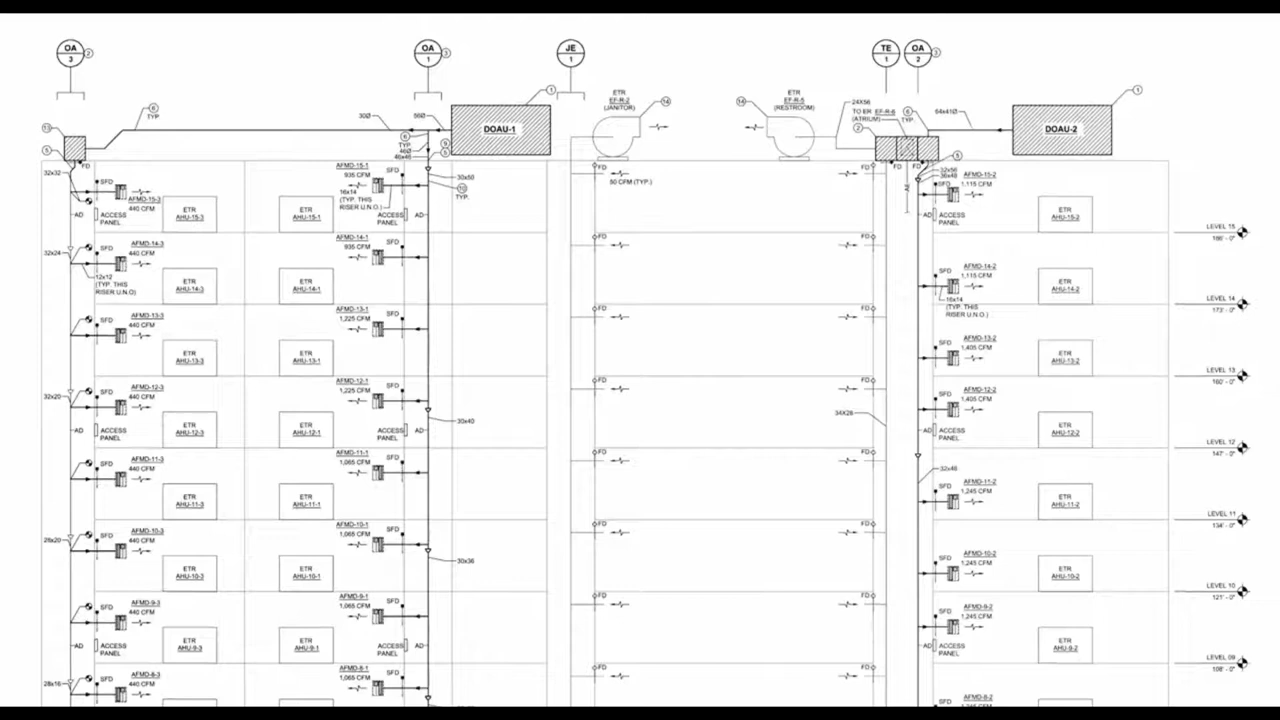 OA
3
2
OA
1
3
JE
1
TE
1
OA
2
3
6
TYP
30Ø
56Ø
1
DOAU-1
ETR
EF-R-2
(JANITOR)
14
14
ETR
EF-R-5
(RESTROOM)
24X56
TO ER EF-R-6
(ATRIUM)
2
6
TYP.
64x41Ø
DOAU-2
1
13
5
FD
6
TYP.
46Ø
46x46
9
5
FD
50 CFM (TYP.)
FD
FD
FD
5
32x56
36x48
AE
32x32
SFD
AFMD-15-3
440 CFM
AD
ACCESS
PANEL
ETR
AHU-15-3
ETR
AHU-15-1
AFMD-15-1
935 CFM
SFD
16x14
(TYP. THIS
RISER U.N.O.)
ACCESS
PANEL
AD
30x50
10
TYP.
SFD
AFMD-15-2
1,115 CFM
AD
ACCESS
PANEL
ETR
AHU-15-2
LEVEL 15
186' - 0"
32x24
SFD
AFMD-14-3
440 CFM
12x12
(TYP. THIS
RISER U.N.O)
ETR
AHU-14-3
ETR
AHU-14-1
AFMD-14-1
935 CFM
SFD
FD
FD
SFD
AFMD-14-2
1,115 CFM
16x14
(TYP. THIS
RISER U.N.O.)
ETR
AHU-14-2
LEVEL 14
173' - 0"
SFD
AFMD-13-3
440 CFM
ETR
AHU-13-3
ETR
AHU-13-1
AFMD-13-1
1,225 CFM
SFD
FD
FD
SFD
AFMD-13-2
1,405 CFM
ETR
AHU-13-2
LEVEL 13
160' - 0"
32x20
SFD
AFMD-12-3
440 CFM
AD
ACCESS
PANEL
ETR
AHU-12-3
ETR
AHU-12-1
AFMD-12-1
1,225 CFM
SFD
ACCESS
PANEL
AD
30x40
FD
FD
34X28
SFD
AFMD-12-2
1,405 CFM
AD
ACCESS
PANEL
ETR
AHU-12-2
LEVEL 12
147' - 0"
SFD
AFMD-11-3
440 CFM
ETR
AHU-11-3
ETR
AHU-11-1
AFMD-11-1
1,065 CFM
SFD
FD
FD
32x48
SFD
AFMD-11-2
1,245 CFM
ETR
AHU-11-2
LEVEL 11
134' - 0"
28x20
SFD
AFMD-10-3
440 CFM
ETR
AHU-10-3
ETR
AHU-10-1
AFMD-10-1
1,065 CFM
SFD
30x36
FD
FD
SFD
AFMD-10-2
1,245 CFM
ETR
AHU-10-2
LEVEL 10
121' - 0"
SFD
AFMD-9-3
440 CFM
AD
ACCESS
PANEL
ETR
AHU-9-3
ETR
AHU-9-1
AFMD-9-1
1,065 CFM
SFD
ACCESS
PANEL
AD
FD
FD
SFD
AFMD-9-2
1,245 CFM
AD
ACCESS
PANEL
ETR
AHU-9-2
LEVEL 09
108' - 0"
28x16
SFD
AFMD-8-3
440 CFM
AFMD-8-1
1,065 CFM
SFD
FD
FD
SFD
AFMD-8-2